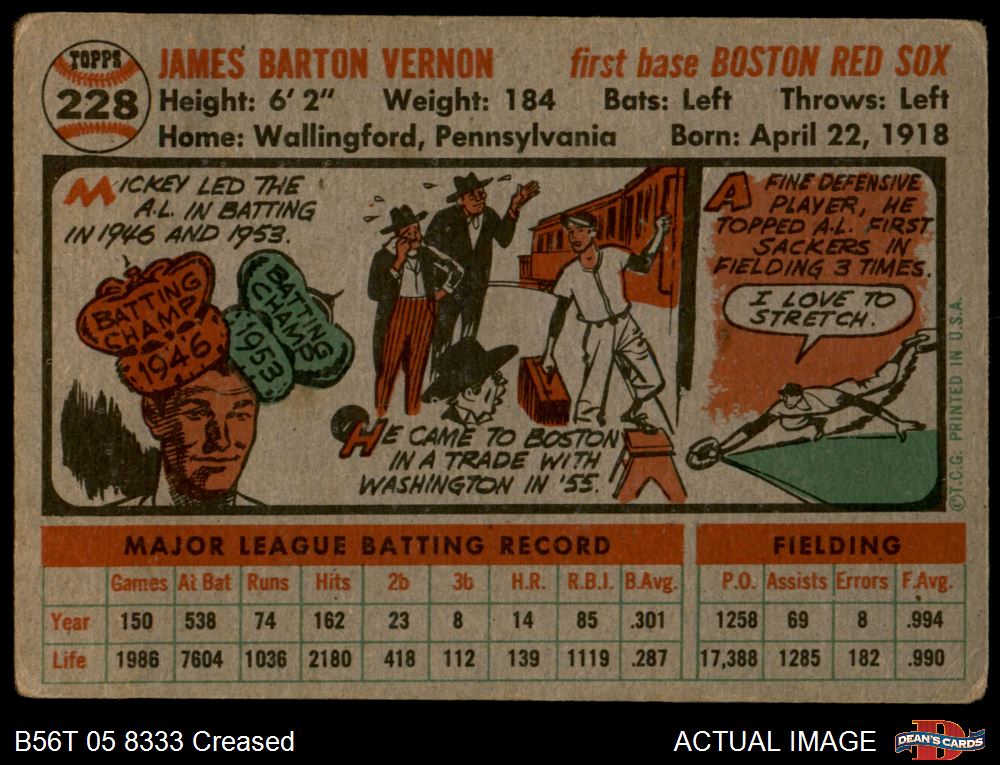 TOPPS
228
JAMES BARTON VERNON first base BOSTON RED SOX
Height: 6' 2" Weight: 184 Bats: Left Throws: Left
Home: Wallingford, Pennsylvania Born: April 22, 1918
MICKEY LED THE
A.L. IN BATTING
IN 1946 AND 1953.
BATTING
CHAMP
1946
BATTING
CHAMP
1953
HE CAME TO BOSTON
IN A TRADE WITH
WASHINGTON IN '55.
A FINE DEFENSIVE
PLAYER, HE
TOPPED A.L. FIRST
SACKERS IN
FIELDING 3 TIMES.
I LOVE TO
STRETCH.
©T.C.G. PRINTED IN U.S.A.
MAJOR LEAGUE BATTING RECORD FIELDING
Games At Bat Runs Hits 2b 3b H.R. R.B.I. B.Avg. P.O. Assists Errors F.Avg.
Year 150 538 74 162 23 8 14 85 .301 1258 69 8 .994
Life 1986 7604 1036 2180 418 112 139 1119 .287 17,388 1285 182 .990
B56T 05 8333 Creased ACTUAL IMAGE
DEAN'S CARDS